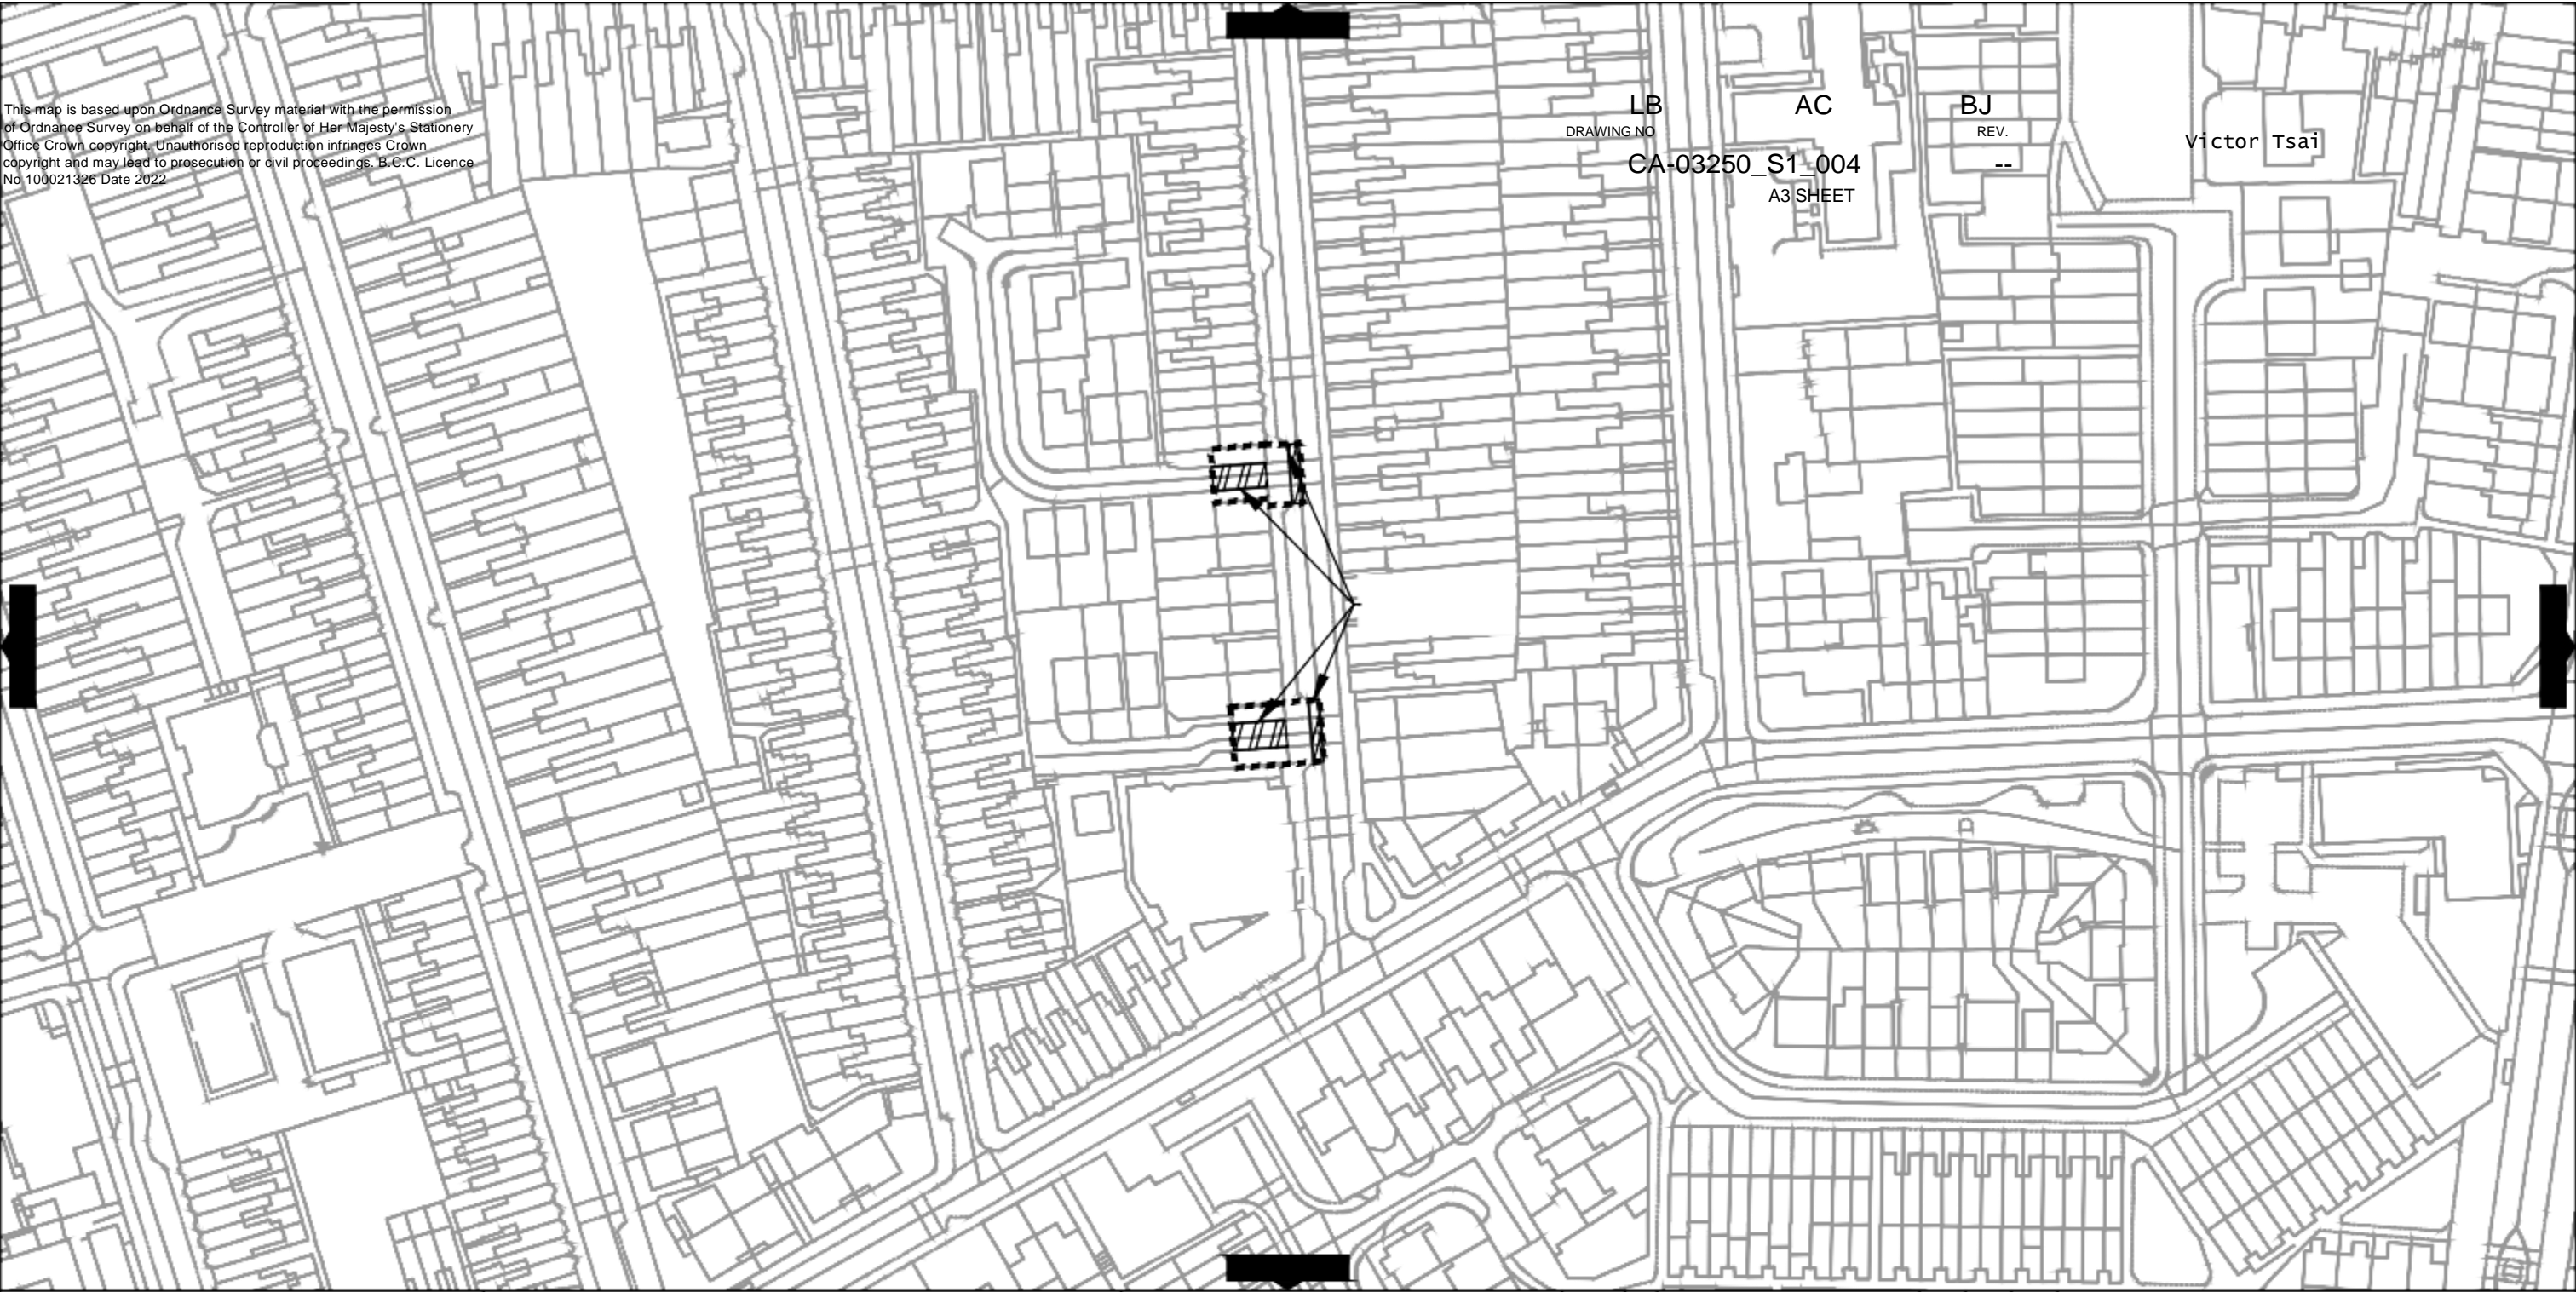 This map is based upon Ordnance Survey material with the permission
of Ordnance Survey on behalf of the Controller of Her Majesty's Stationery
Office Crown copyright. Unauthorised reproduction infringes Crown
copyright and may lead to prosecution or civil proceedings. B.C.C. Licence
No 100021326 Date 2022
LB AC BJ
DRAWING NO REV.
Victor Tsai
CA-03250_S1_004 --
A3 SHEET